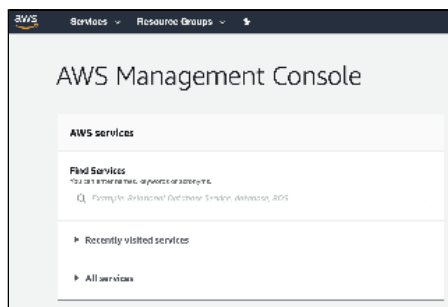 aws Services Resource Groups
AWS Management Console
AWS services
Find Services
You can enter names, keywords or acronyms.
Example: Relational Database Service, database, RDS
Recently visited services
All services